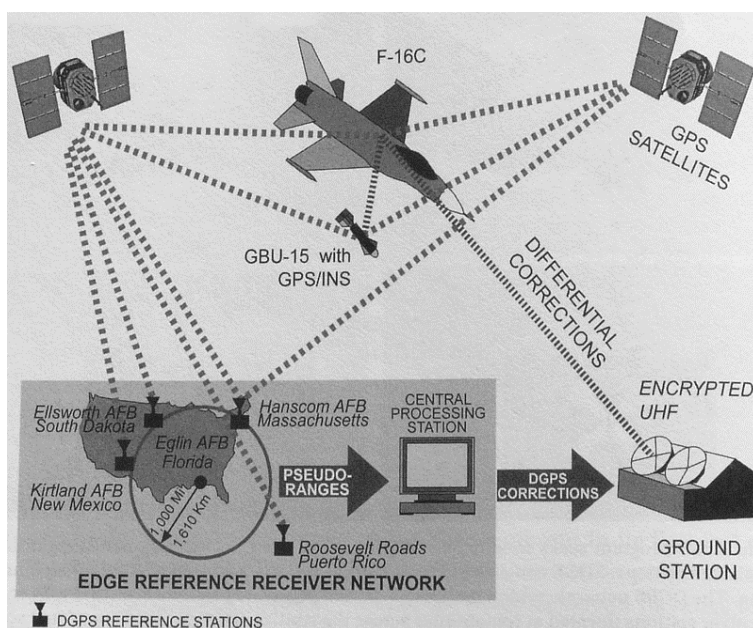 F-16C
GPS
SATELLITES
GBU-15 with
GPS/INS
DIFFERENTIAL
CORRECTIONS
ENCRYPTED
UHF
Ellsworth AFB
South Dakota
Hanscom AFB
Massachusetts
Eglin AFB
Florida
CENTRAL
PROCESSING
STATION
Kirtland AFB
New Mexico
1,000 Mi
1,610 Km
PSEUDO-
RANGES
DGPS
CORRECTIONS
Roosevelt Roads
Puerto Rico
GROUND
STATION
EDGE REFERENCE RECEIVER NETWORK
DGPS REFERENCE STATIONS